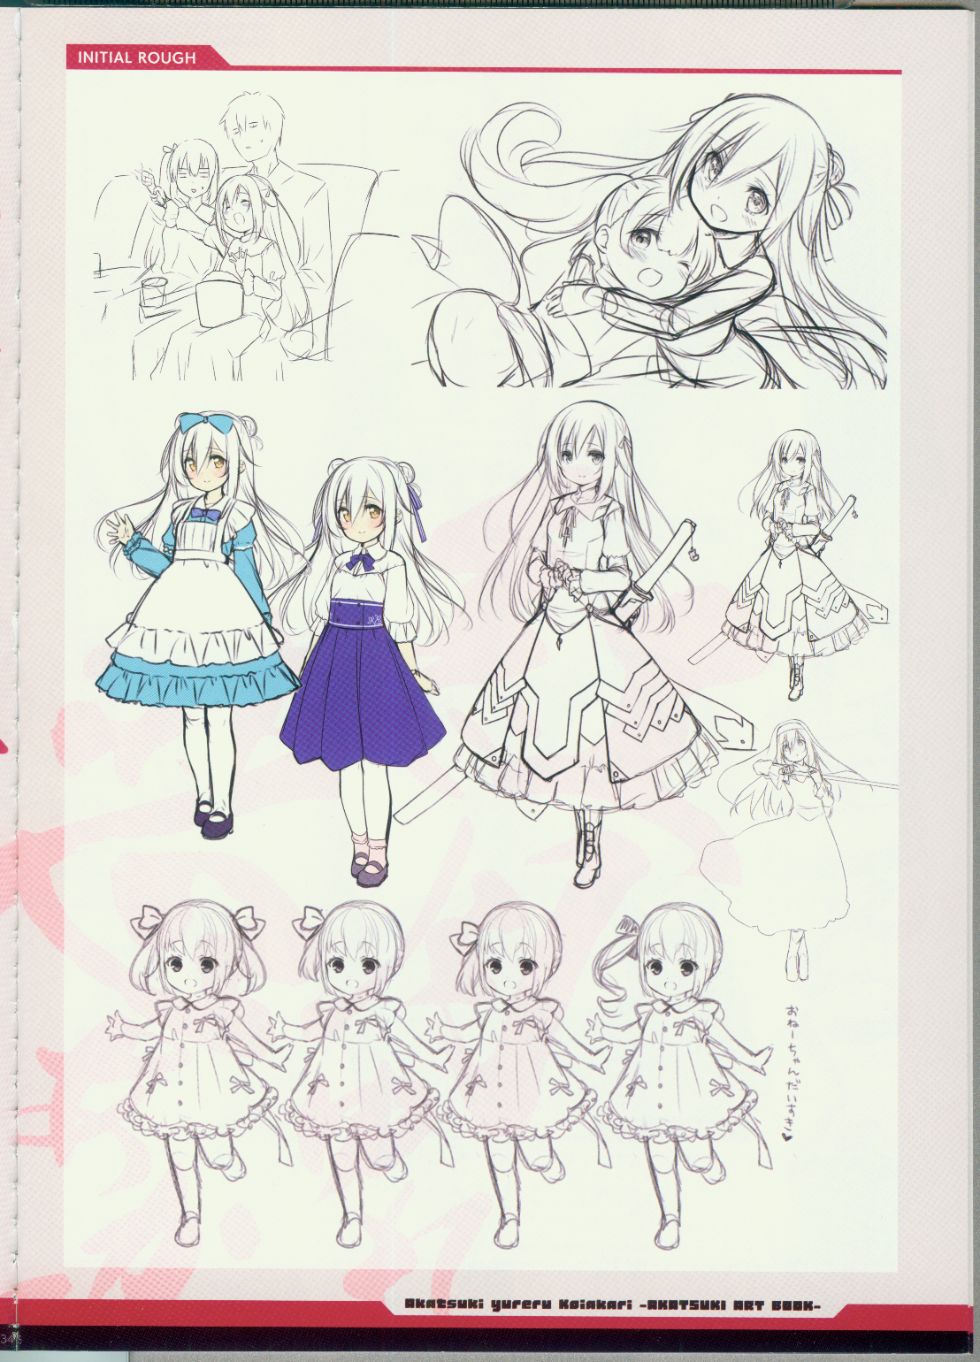 INITIAL ROUGH
おねーちゃんだいすき♥
Akatsuki yureru Koiakari -AKATSUKI ART BOOK-